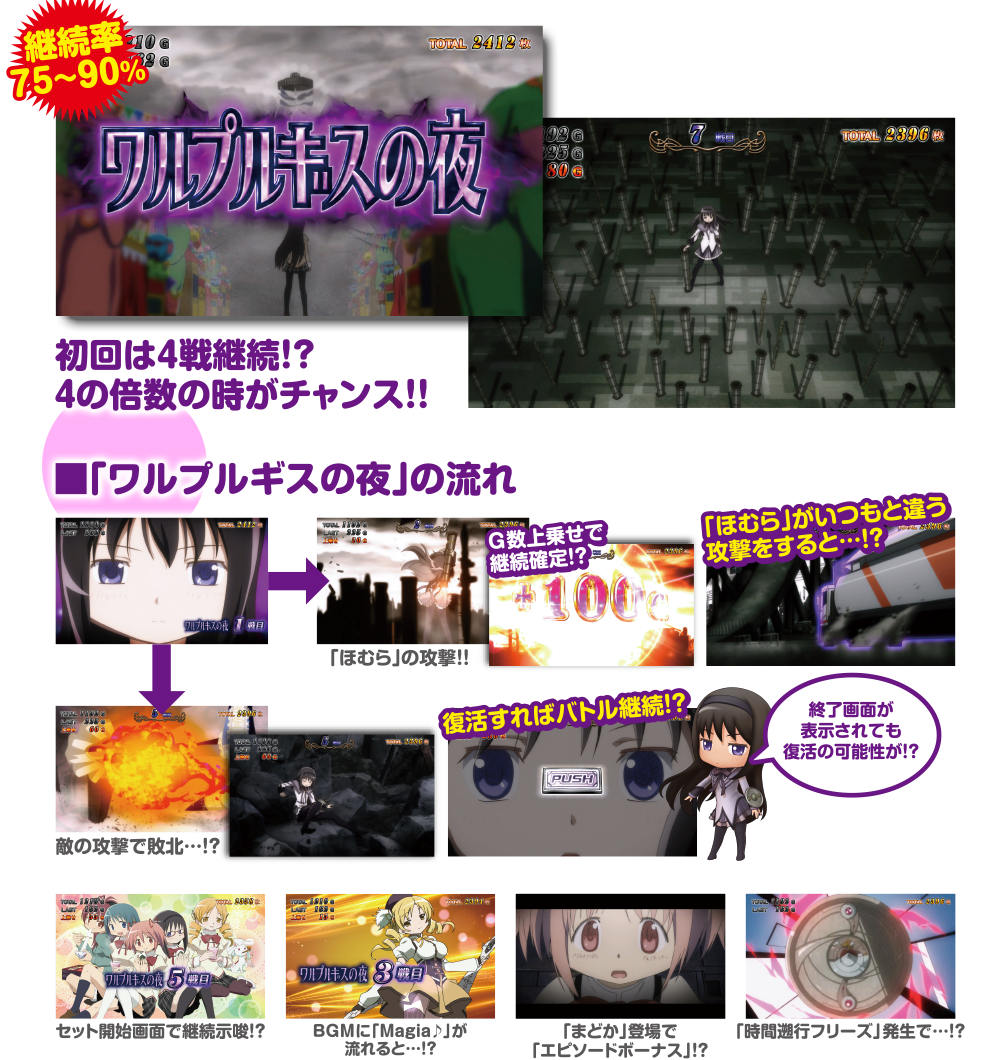 継続率
75~90%
TOTAL 2412 枚
ワルプルギスの夜
7 戦目
TOTAL 2396 枚
80 G
初回は4戦継続!?
4の倍数の時がチャンス!!
■「ワルプルギスの夜」の流れ
ワルプルギスの夜 1 戦目
「ほむら」の攻撃!!
G数上乗せで
継続確定!?
+100G
「ほむら」がいつもと違う
攻撃をすると…!?
敵の攻撃で敗北…!?
復活すればバトル継続!?
PUSH
終了画面が
表示されても
復活の可能性が!?
ワルプルギスの夜 5 戦目
セット開始画面で継続示唆!?
ワルプルギスの夜 3 戦目
BGMに「Magia♪」が
流れると…!?
「まどか」登場で
「エピソードボーナス」!?
「時間遡行フリーズ」発生で…!?